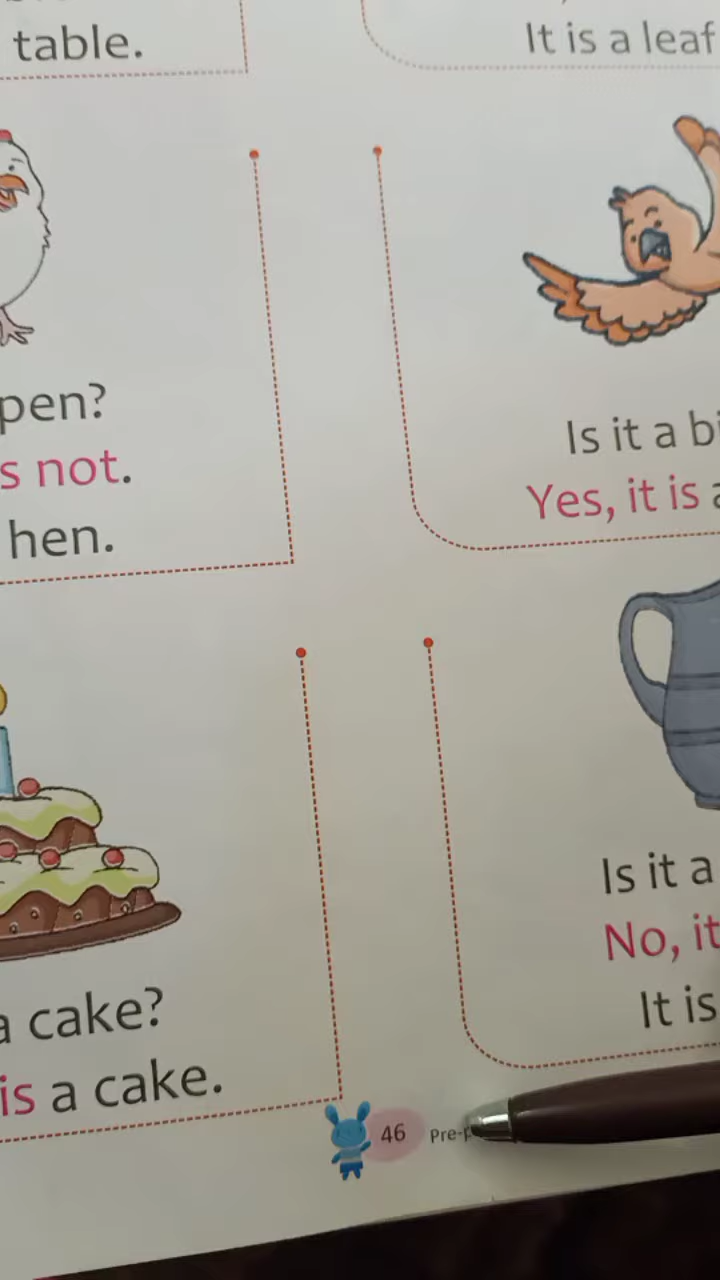 table.
It is a leaf
pen?
s not.
hen.
Is it a
Yes, it is
a cake?
is a cake.
Is it a
No, it
It is
46